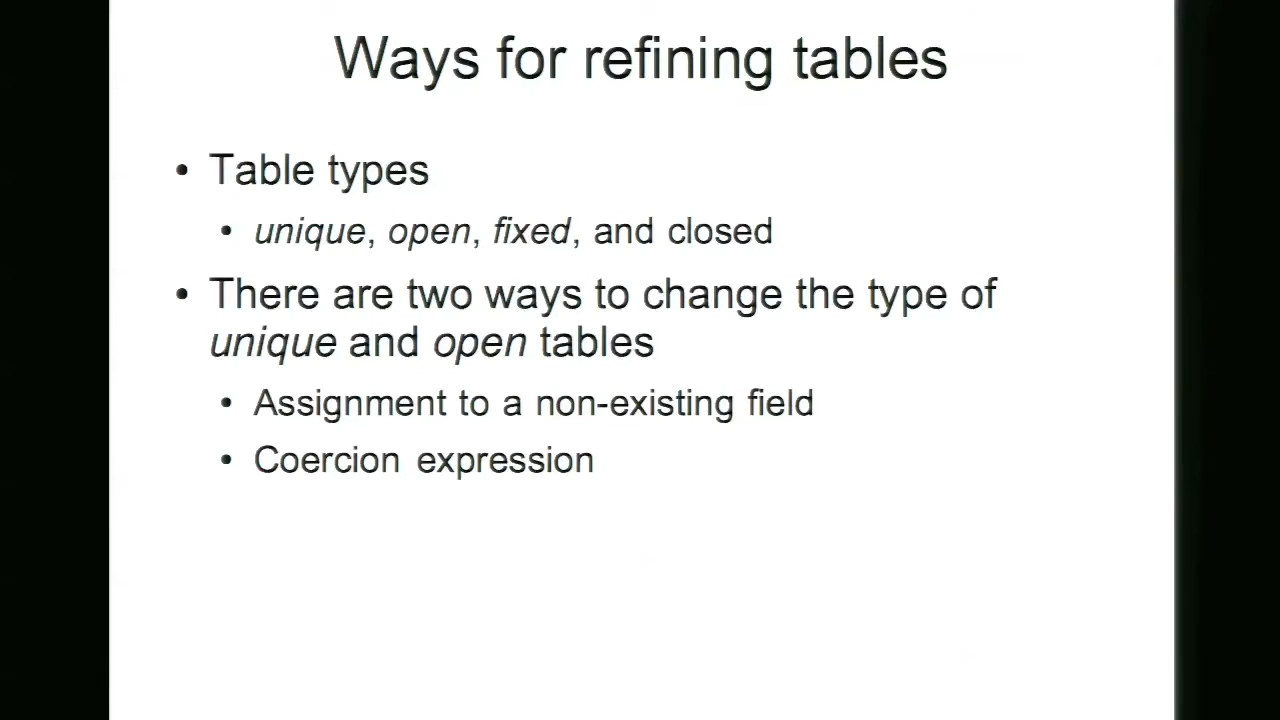 Ways for refining tables
• Table types
• unique, open, fixed, and closed
• There are two ways to change the type of
unique and open tables
• Assignment to a non-existing field
• Coercion expression